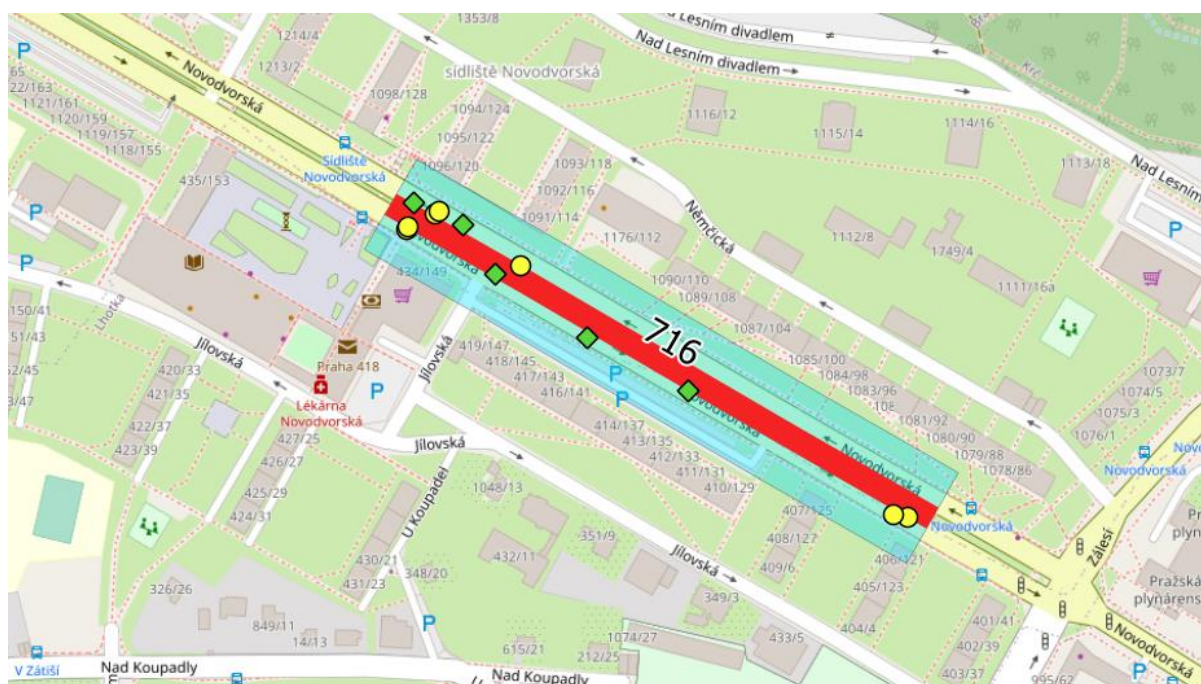 1353/8
Nad Lesním divadlem
Nad Lesním divadlem
Krč
1214/4
1213/2
Novodvorská
sídliště Novodvorská
1098/128
1094/124
1095/122
1096/120
1093/118
1092/116
1091/114
1116/12
1115/14
1114/16
1113/18
Nad Lesním
P
65
22/163
1121/161
1120/159
1119/157
1118/155
Sídliště
Novodvorská
435/153
1176/112
Němčická
1112/8
1749/4
1111/16a
P
P
434/149
1090/110
1089/108
1087/104
1085/100
1084/98
1083/96
1081/92
1080/90
1079/88
1078/86
716
Lhotka
Jílovská
Praha 418
Lékárna
Novodvorská
P
Jílovská
419/147
418/145
417/143
416/141
P
P
414/137
413/135
412/133
411/131
410/129
Novodvorská
Novodvorská
1073/7
1074/5
1075/3
1076/1
Novodvorská
150/41
51/43
52/45
3/47
420/33
421/35
422/37
423/39
427/25
426/27
425/29
424/31
Jílovská
U Koupadel
1048/13
432/11
351/9
407/125
408/127
409/6
406/121
405/123
404/4
Novodvorská
Zálesí
Pražská
plynárens
430/21
431/23
348/20
326/26
849/11
14/13
P
615/21
1074/27
212/25
Jílovská
349/3
433/5
401/41
402/39
403/37
995/62
P
Novodvorská
V Zátiší
Nad Koupadly
Nad Koupadly